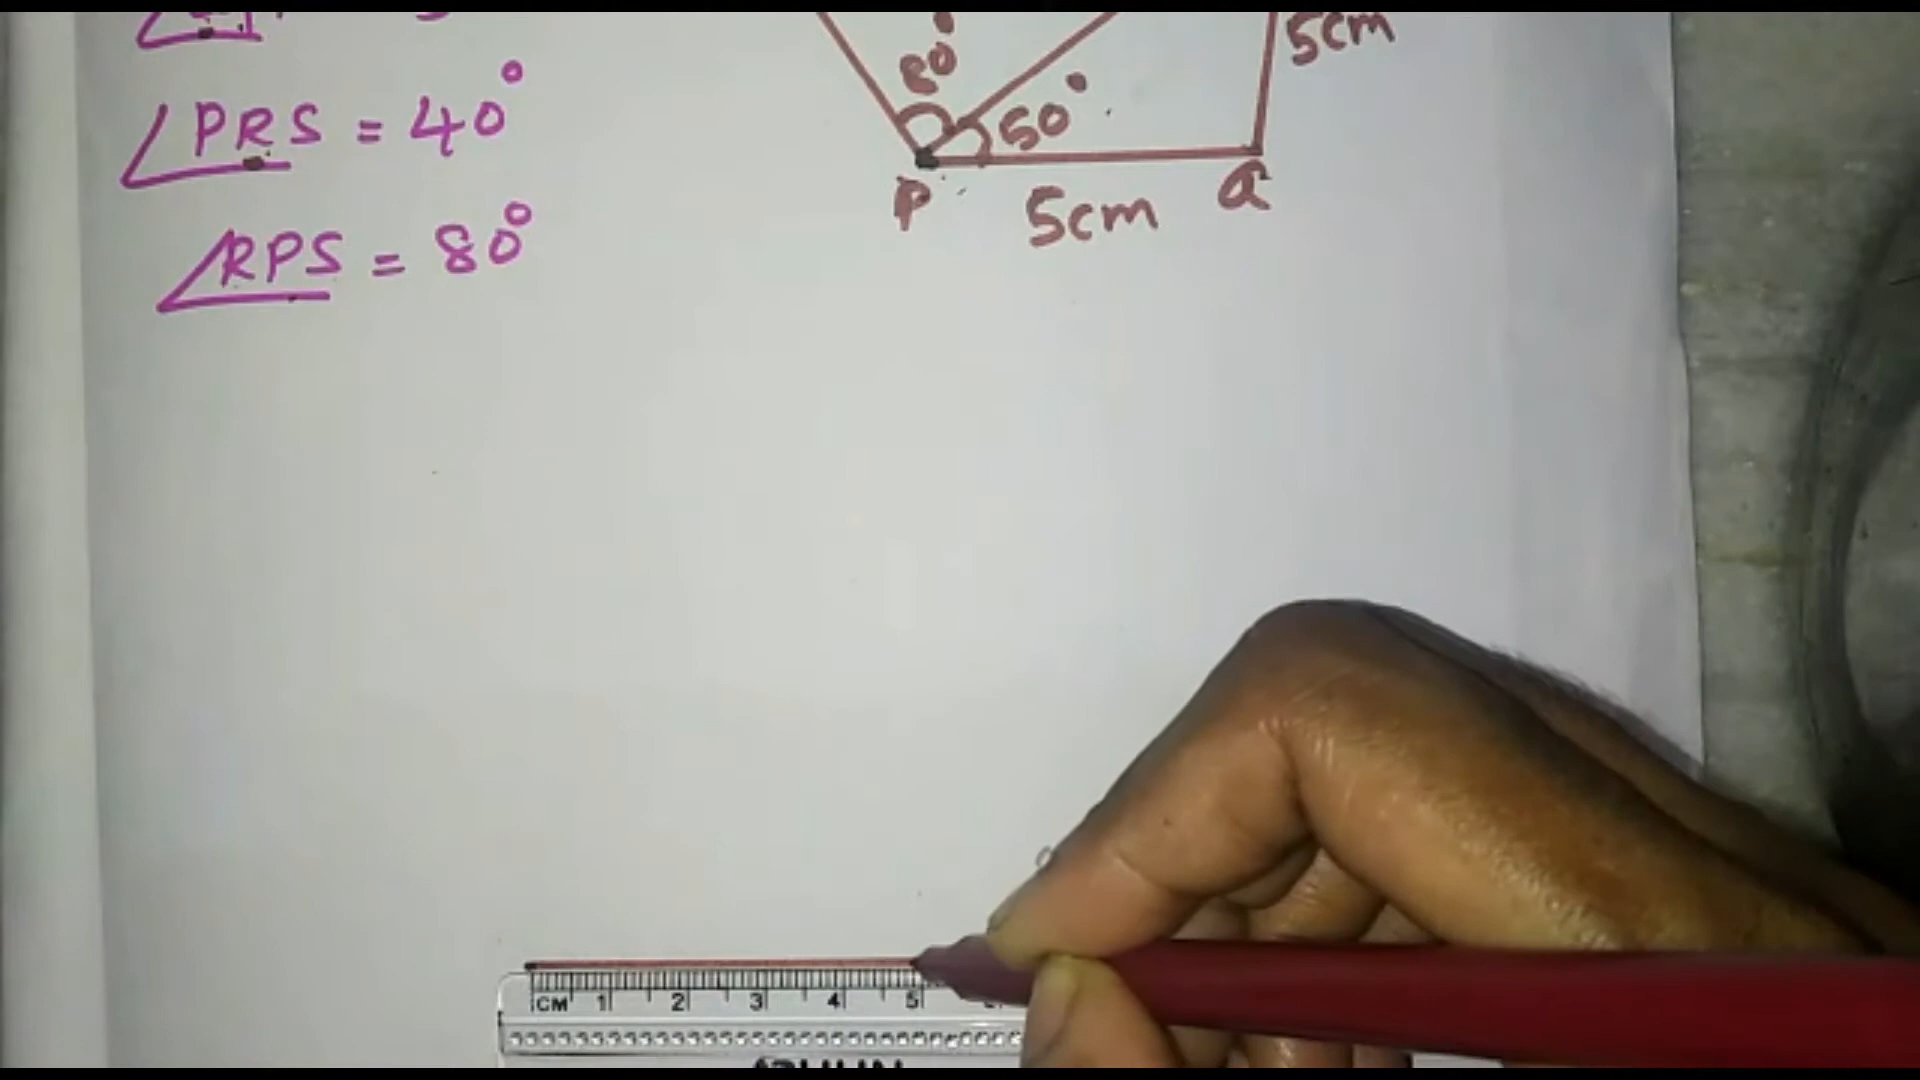 ∠PRS = 40°
∠RPS = 80°
80°
50°
5cm
P
Q
5cm
CM 1 2 3 4 5